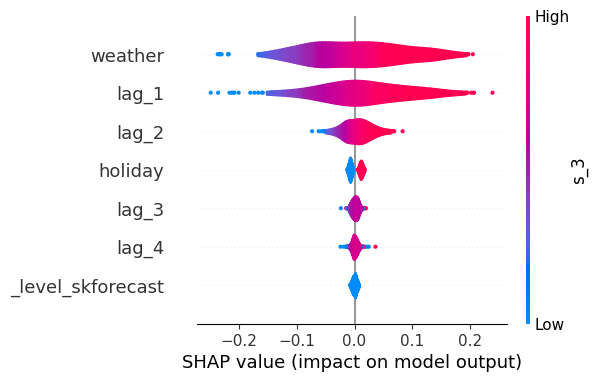 High
weather
lag_1
lag_2
holiday
lag_3
lag_4
_level_skforecast
s_3
Low
−0.2 −0.1 0.0 0.1 0.2
SHAP value (impact on model output)